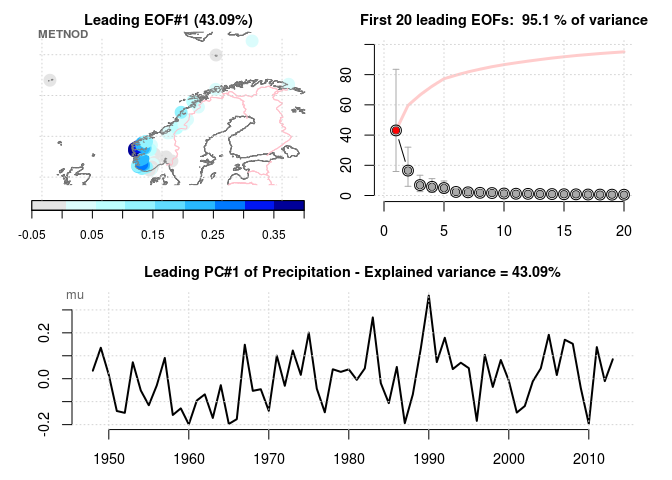 Leading EOF#1 (43.09%)
METNOD
-0.05 0.05 0.15 0.25 0.35
First 20 leading EOFs: 95.1 % of variance
80
60
40
20
0
0 5 10 15 20
Leading PC#1 of Precipitation - Explained variance = 43.09%
mu
0.2
0.0
-0.2
1950 1960 1970 1980 1990 2000 2010